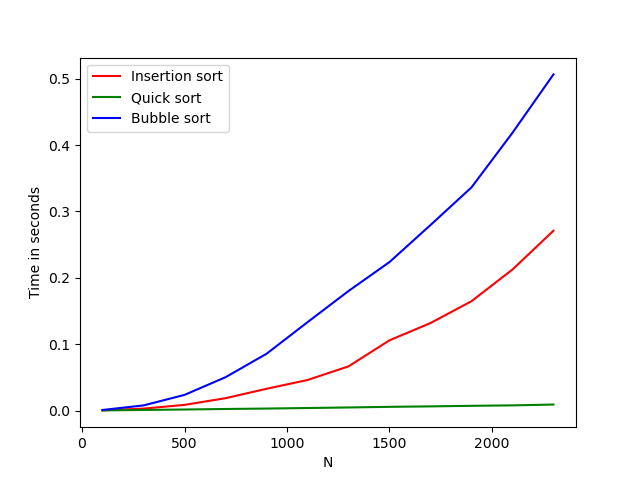 Insertion sort
Quick sort
Bubble sort
0.5
0.4
0.3
0.2
0.1
0.0
Time in seconds
0 500 1000 1500 2000
N